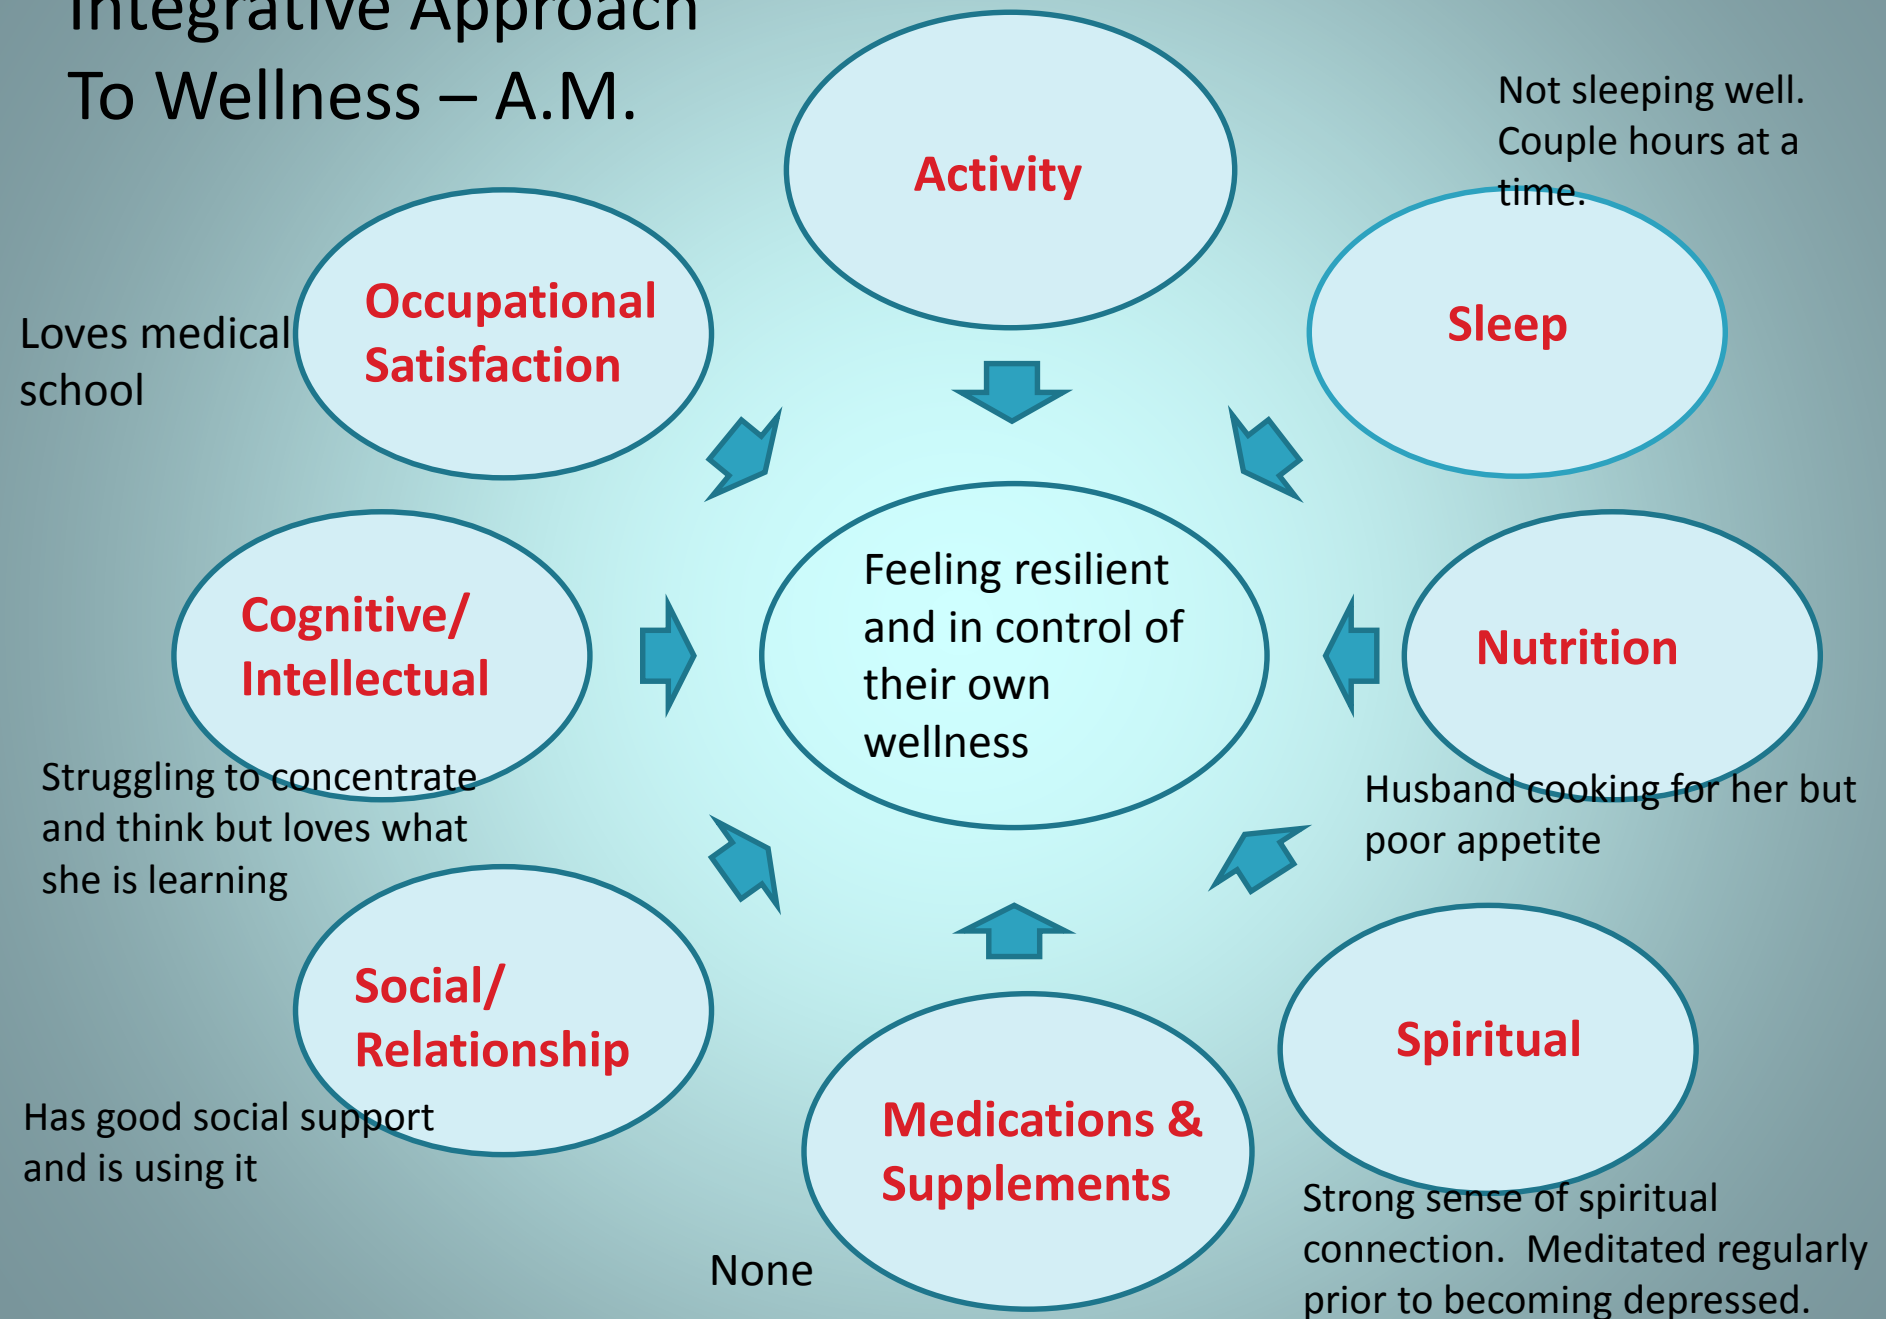 Integrative Approach
To Wellness – A.M.
Activity
Not sleeping well.
Couple hours at a
time.
Sleep
Occupational
Satisfaction
Loves medical
school
Feeling resilient
and in control of
their own
wellness
Cognitive/
Intellectual
Struggling to concentrate
and think but loves what
she is learning
Nutrition
Husband cooking for her but
poor appetite
Social/
Relationship
Has good social support
and is using it
Medications &
Supplements
None
Spiritual
Strong sense of spiritual
connection.  Meditated regularly
prior to becoming depressed.